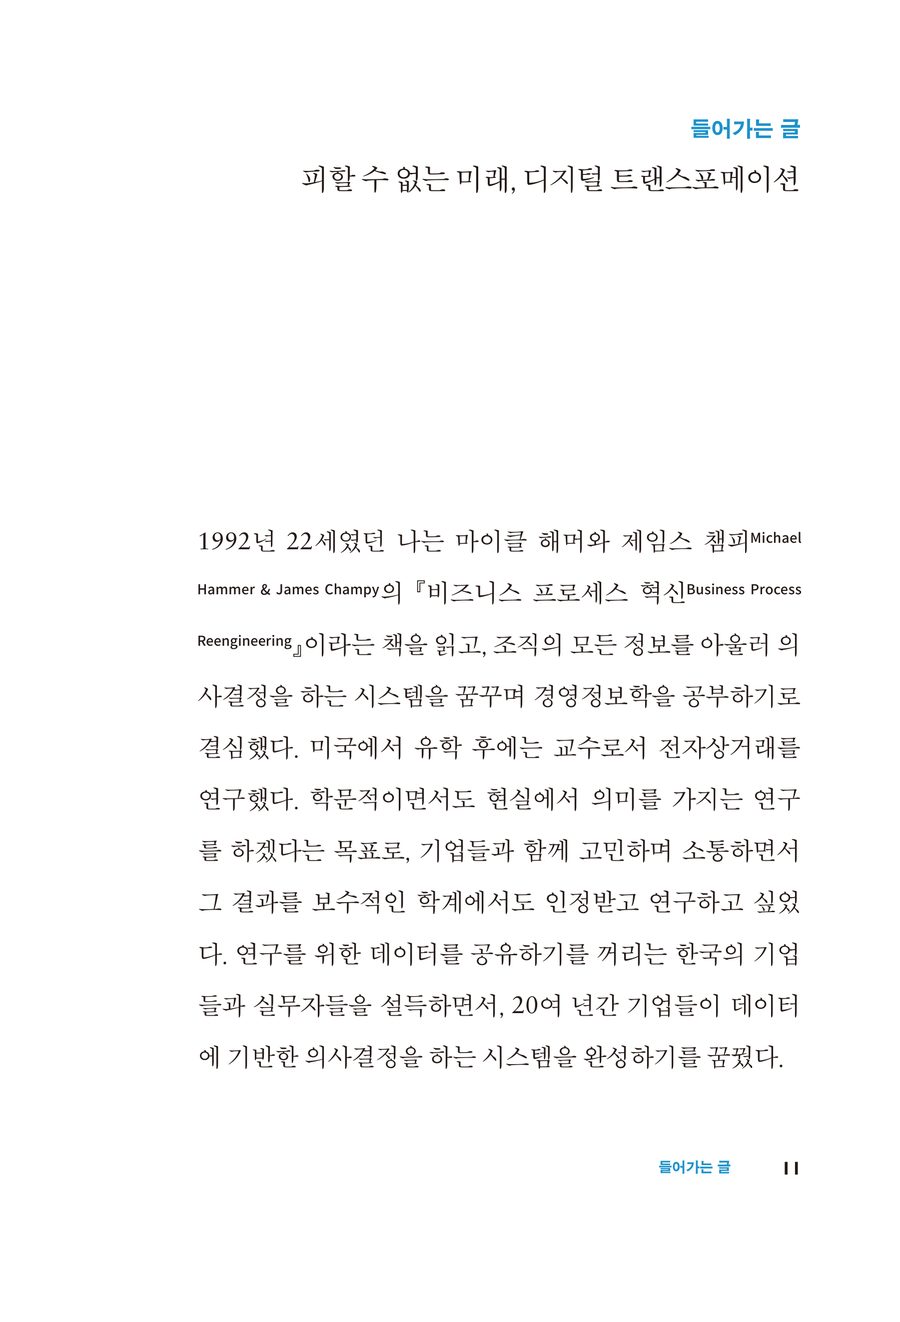 들어가는 글
피할 수 없는 미래, 디지털 트랜스포메이션
1992년 22세였던 나는 마이클 해머와 제임스 챔피Michael
Hammer & James Champy의 『비즈니스 프로세스 혁신Business Process
Reengineering』이라는 책을 읽고, 조직의 모든 정보를 아울러 의
사결정을 하는 시스템을 꿈꾸며 경영정보학을 공부하기로
결심했다. 미국에서 유학 후에는 교수로서 전자상거래를
연구했다. 학문적이면서도 현실에서 의미를 가지는 연구
를 하겠다는 목표로, 기업들과 함께 고민하며 소통하면서
그 결과를 보수적인 학계에서도 인정받고 연구하고 싶었
다. 연구를 위한 데이터를 공유하기를 꺼리는 한국의 기업
들과 실무자들을 설득하면서, 20여 년간 기업들이 데이터
에 기반한 의사결정을 하는 시스템을 완성하기를 꿈꿨다.
들어가는 글 11